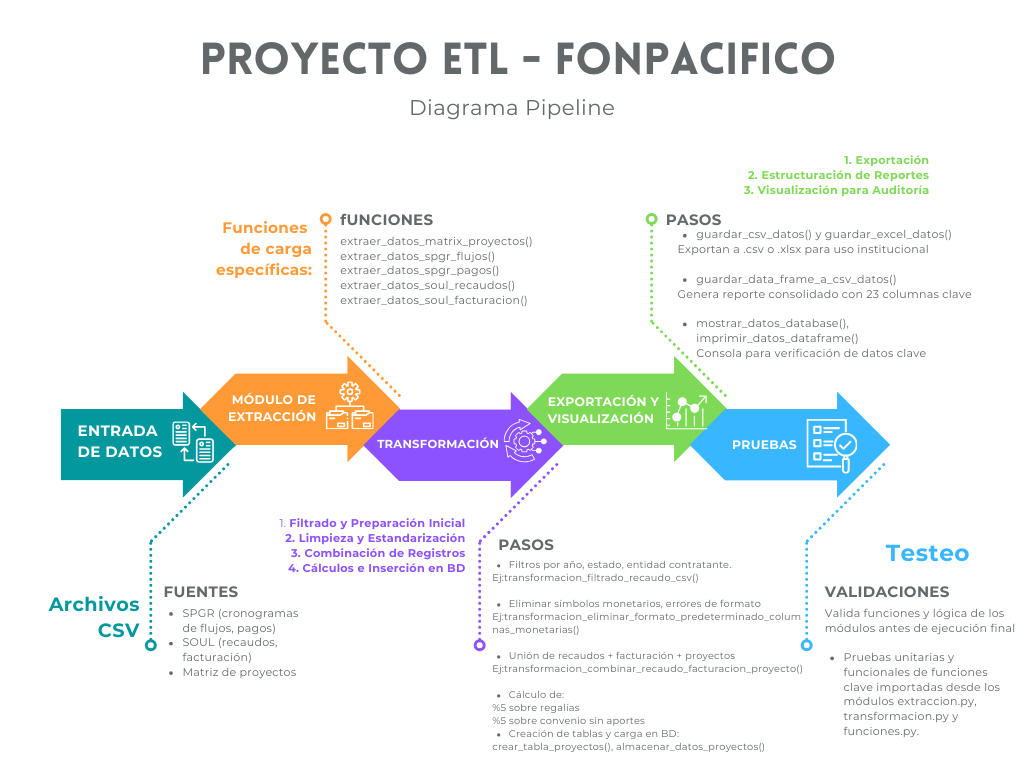 PROYECTO ETL - FONPACIFICO
Diagrama Pipeline
Funciones
de carga
específicas:
fUNCIONES
extraer_datos_matrix_proyectos()
extraer_datos_spgr_flujos()
extraer_datos_spgr_pagos()
extraer_datos_soul_recaudos()
extraer_datos_soul_facturacion()
1. Exportación
2. Estructuración de Reportes
3. Visualización para Auditoría
PASOS
• guardar_csv_datos() y guardar_excel_datos()
Exportan a .csv o .xlsx para uso institucional
• guardar_data_frame_a_csv_datos()
Genera reporte consolidado con 23 columnas clave
• mostrar_datos_database(),
imprimir_datos_dataframe()
Consola para verificación de datos clave
ENTRADA
DE DATOS
MÓDULO DE
EXTRACCIÓN
TRANSFORMACIÓN
EXPORTACIÓN Y
VISUALIZACIÓN
PRUEBAS
Archivos
CSV
FUENTES
• SPGR (cronogramas
de flujos, pagos)
• SOUL (recaudos,
facturación)
• Matriz de proyectos
1. Filtrado y Preparación Inicial
2. Limpieza y Estandarización
3. Combinación de Registros
4. Cálculos e Inserción en BD
PASOS
• Filtros por año, estado, entidad contratante.
Ej:transformacion_filtrado_recaudo_csv()
• Eliminar símbolos monetarios, errores de formato
Ej:transformacion_eliminar_formato_predeterminado_colum
nas_monetarias()
• Unión de recaudos + facturación + proyectos
Ej:transformacion_combinar_recaudo_facturacion_proyecto()
• Cálculo de:
%5 sobre regalías
%5 sobre convenio sin aportes
• Creación de tablas y carga en BD:
crear_tabla_proyectos(), almacenar_datos_proyectos()
Testeo
VALIDACIONES
Valida funciones y lógica de los
módulos antes de ejecución final
• Pruebas unitarias y
funcionales de funciones
clave importadas desde los
módulos extraccion.py,
transformacion.py y
funciones.py.